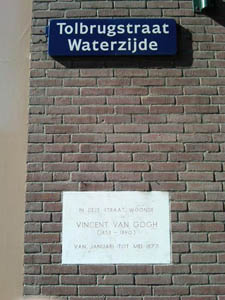 Tolbrugstraat
Waterzijde
IN DEZE STRAAT WOONDE
VINCENT VAN GOGH
(1853 - 1890)
VAN JANUARI TOT MEI 1877